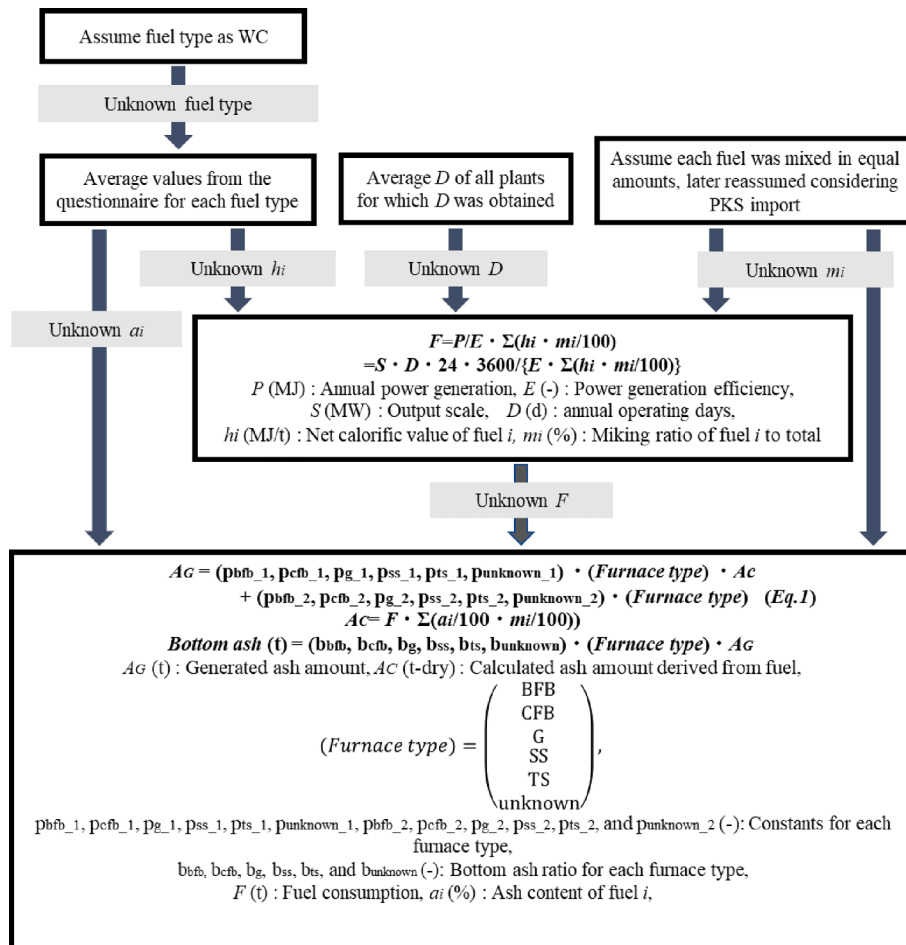 Assume fuel type as WC
Unknown fuel type
Average values from the
questionnaire for each fuel type
Average D of all plants
for which D was obtained
Assume each fuel was mixed in equal
amounts, later reassumed considering
PKS import
Unknown hi
Unknown D
Unknown mi
Unknown ai
F=P/E・Σ(hi・mi/100)
=S・D・24・3600/{E・Σ(hi・mi/100)}
P (MJ) : Annual power generation, E (-) : Power generation efficiency,
S (MW) : Output scale, D (d) : annual operating days,
hi (MJ/t) : Net calorific value of fuel i, mi (%) : Miking ratio of fuel i to total
Unknown F
AG = (pbfb_1, pcfb_1, pg_1, pss_1, pts_1, punknown_1)・(Furnace type)・Ac
+ (pbfb_2, pcfb_2, pg_2, pss_2, pts_2, punknown_2)・(Furnace type) (Eq.1)
Ac= F・Σ(ai/100・mi/100))
Bottom ash (t) = (bbfb, bcfb, bg, bss, bts, bunknown)・(Furnace type)・AG
AG (t) : Generated ash amount, AC (t-dry) : Calculated ash amount derived from fuel,
BFB
CFB
G
(Furnace type) = SS ,
TS
unknown
pbfb_1, pcfb_1, pg_1, pss_1, pts_1, punknown_1, pbfb_2, pcfb_2, pg_2, pss_2, pts_2, and punknown_2 (-): Constants for each
furnace type,
bbfb, bcfb, bg, bss, bts, and bunknown (-): Bottom ash ratio for each furnace type,
F (t) : Fuel consumption, ai (%) : Ash content of fuel i,